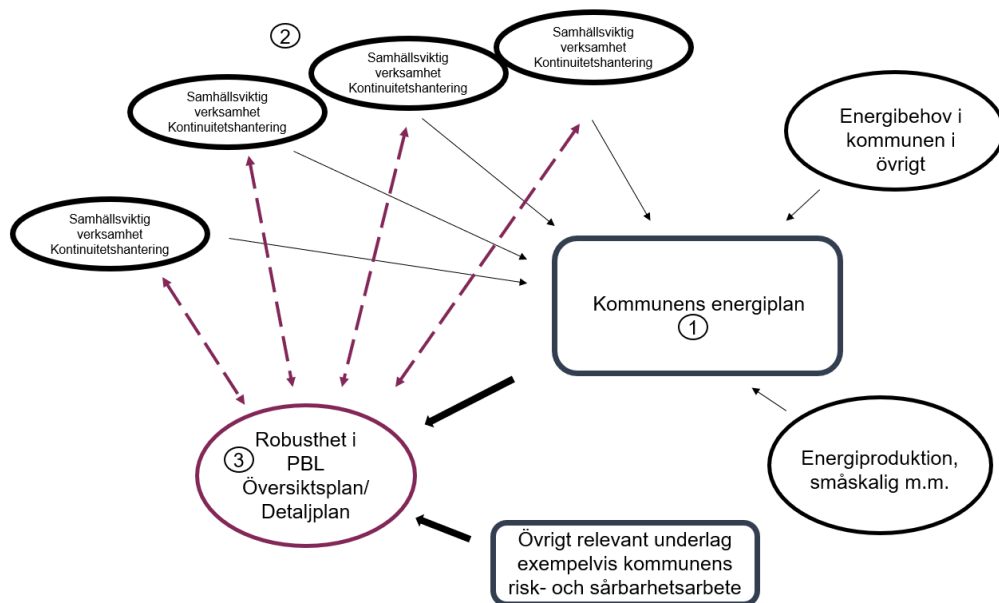 2
Samhällsviktig
verksamhet
Kontinuitetshantering
Samhällsviktig
verksamhet
Kontinuitetshantering
Samhällsviktig
verksamhet
Kontinuitetshantering
Samhällsviktig
verksamhet
Kontinuitetshantering
Energibehov i
kommunen i
övrigt
Kommunens energiplan
1
Energiproduktion,
småskalig m.m.
3
Robusthet i
PBL
Översiktsplan/
Detaljplan
Övrigt relevant underlag
exempelvis kommunens
risk- och sårbarhetsarbete